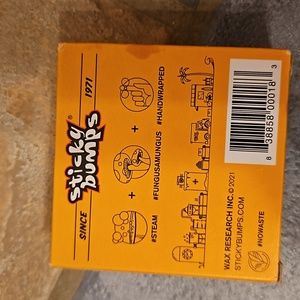 SINCE
sticky
bumps
1971
#STEAM
+
#FUNGUSAMUNGUS
+
#HANDWRAPPED
WAX RESEARCH INC. © 2021
STICKYBUMPS.COM
#NOWASTE
8 38858 00018 3